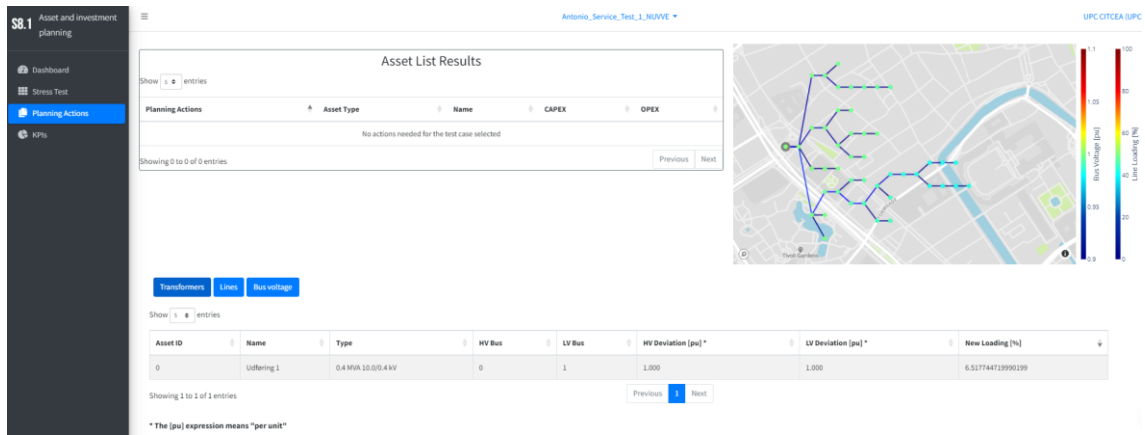 S8.1 Asset and investment planning
Antonio_Service_Test_1_NUVVE
UPC CITCEA (UPC
Dashboard
Stress Test
Planning Actions
KPIs
Asset List Results
Show 5 entries
Planning Actions Asset Type Name CAPEX OPEX
No actions needed for the test case selected
Showing 0 to 0 of 0 entries
Previous Next
Tivoli Gardens
1.1
1.05
1
0.95
0.9
Bus Voltage [pu]
100
80
60
40
20
0
Line Loading [%]
Transformers Lines Bus voltage
Show 5 entries
Asset ID Name Type HV Bus LV Bus HV Deviation [pu] * LV Deviation [pu] * New Loading [%]
0 Udføring 1 0.4 MVA 10.0/0.4 kV 0 1 1.000 1.000 6.517744719990199
Showing 1 to 1 of 1 entries
Previous 1 Next
* The [pu] expression means "per unit"